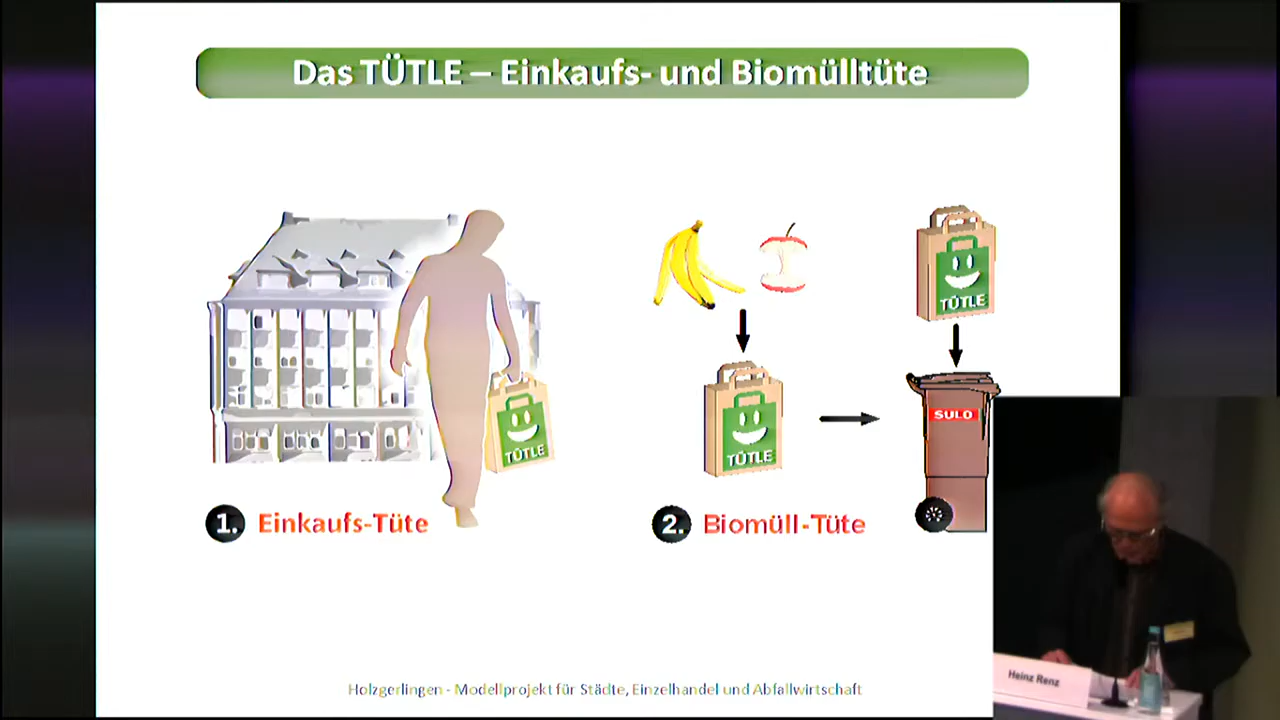 Das TÜTLE – Einkaufs- und Biomülltüte
TÜTLE
TÜTLE
TÜTLE
SULO
1. Einkaufs-Tüte
2. Biomüll-Tüte
Holzgerlingen - Modellprojekt für Städte, Einzelhandel und Abfallwirtschaft
Heinz Renz